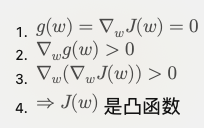 1. g(w) = ∇_w J(w) = 0
2. ∇_w g(w) > 0
3. ∇_w(∇_w J(w)) > 0
4. ⇒ J(w) 是凸函数